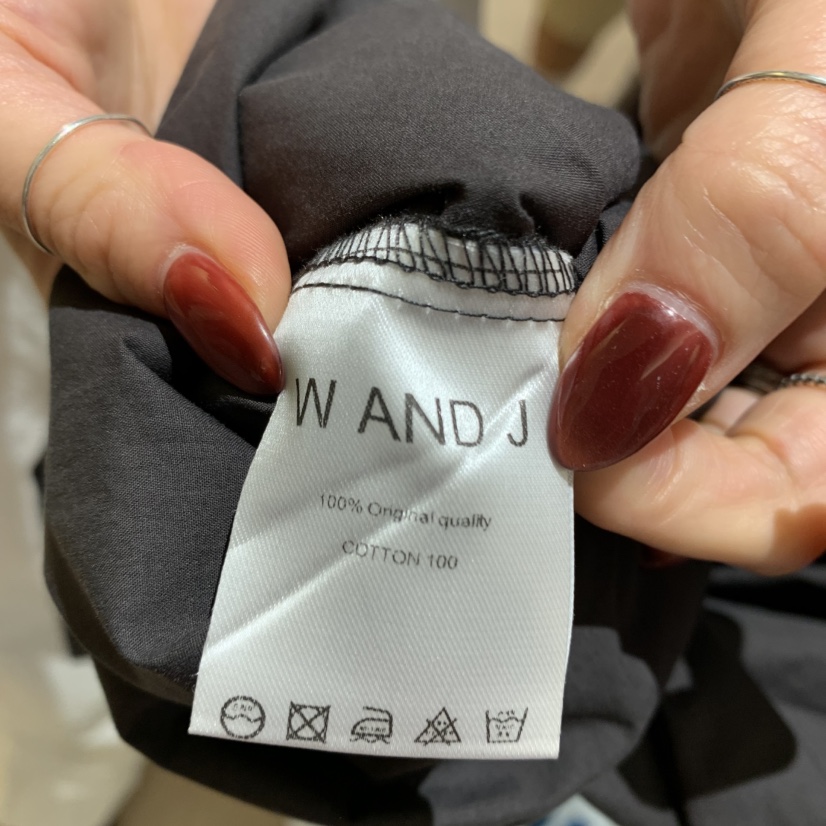 W AND J
100% Original quality
COTTON 100